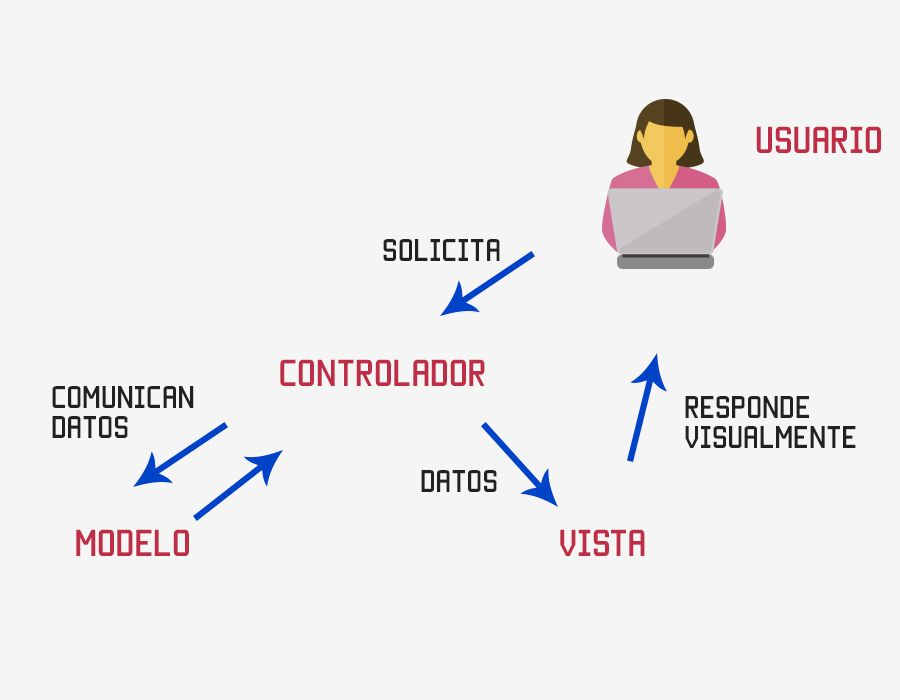 USUARIO
SOLICITA
CONTROLADOR
COMUNICAN
DATOS
RESPONDE
VISUALMENTE
DATOS
MODELO
VISTA